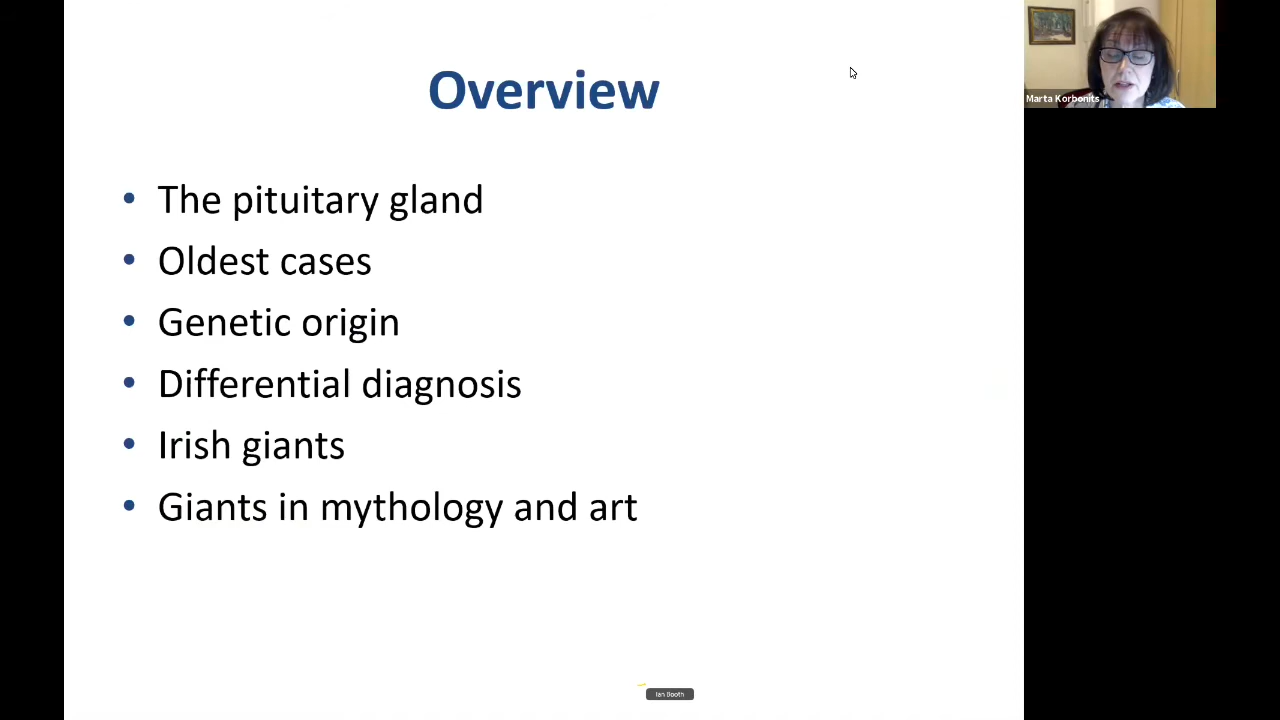 Overview
Marta Korbonits
• The pituitary gland
• Oldest cases
• Genetic origin
• Differential diagnosis
• Irish giants
• Giants in mythology and art
Ian Booth